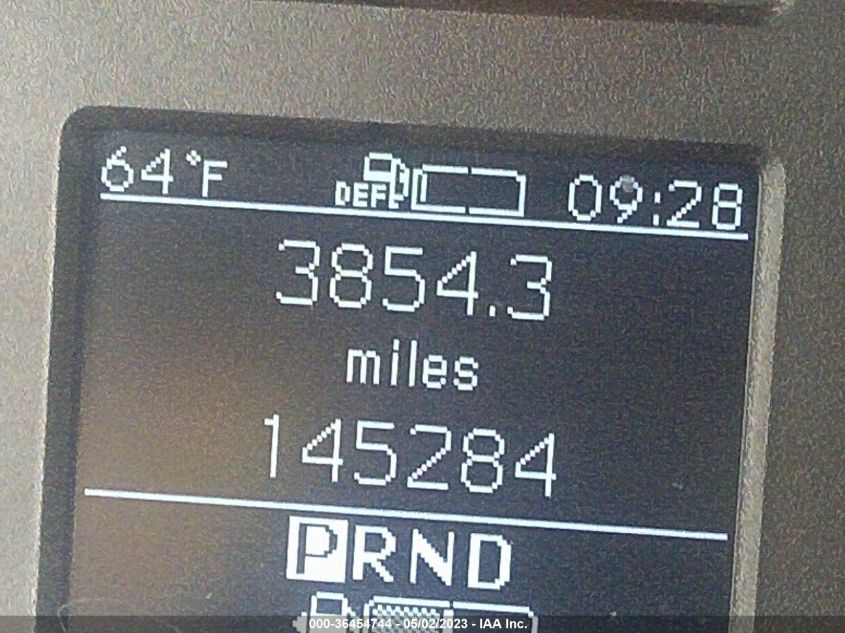 64°F DEF 09:28
3854.3
miles
145284
PRND
000-36454744 - 05/02/2023 - IAA Inc.